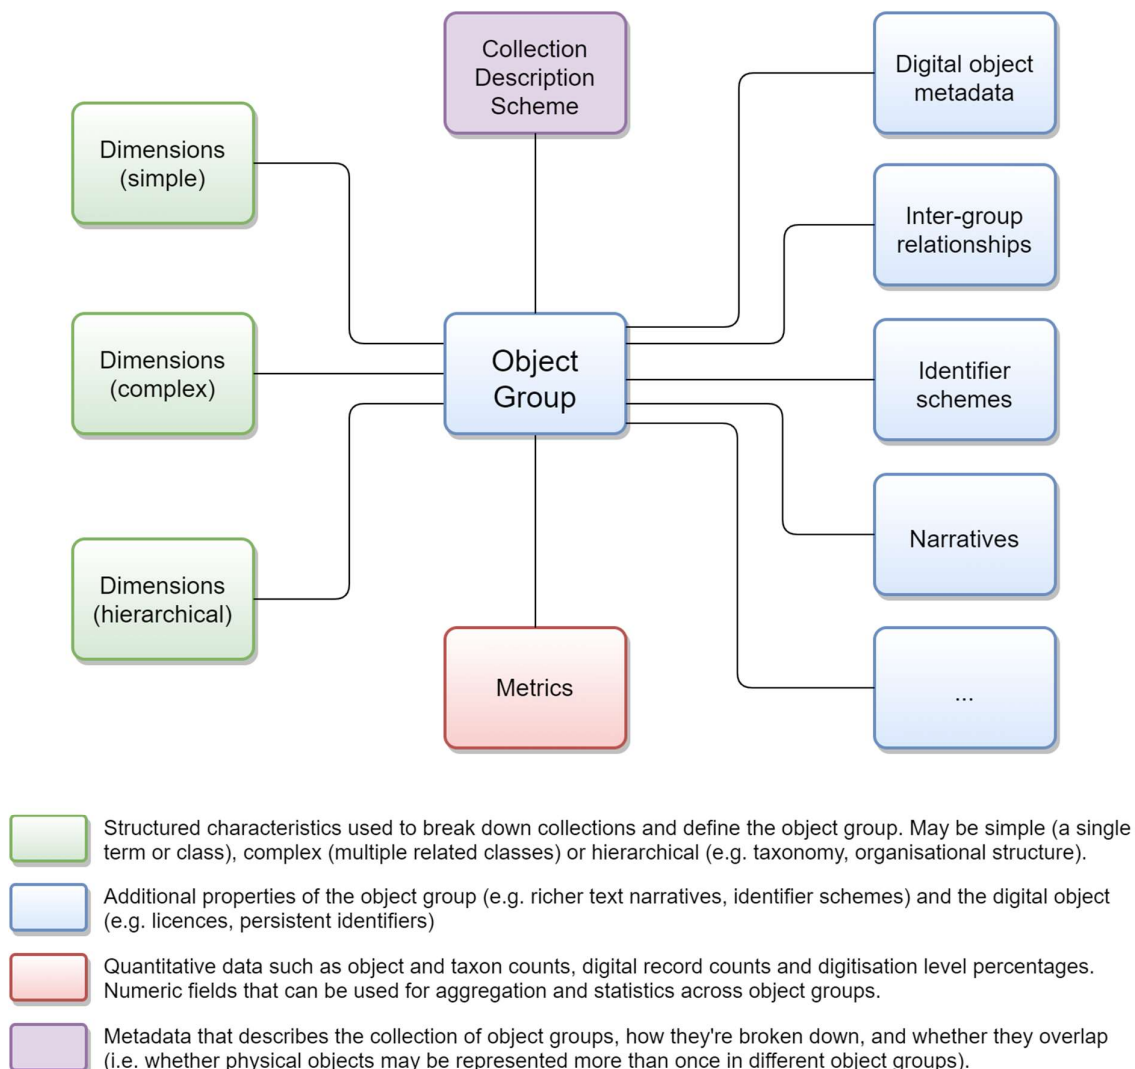 Collection
Description
Scheme
Digital object
metadata
Dimensions
(simple)
Inter-group
relationships
Dimensions
(complex)
Object
Group
Identifier
schemes
Narratives
Dimensions
(hierarchical)
Metrics
...
Structured characteristics used to break down collections and define the object group. May be simple (a single
term or class), complex (multiple related classes) or hierarchical (e.g. taxonomy, organisational structure).
Additional properties of the object group (e.g. richer text narratives, identifier schemes) and the digital object
(e.g. licences, persistent identifiers)
Quantitative data such as object and taxon counts, digital record counts and digitisation level percentages.
Numeric fields that can be used for aggregation and statistics across object groups.
Metadata that describes the collection of object groups, how they're broken down, and whether they overlap
(i.e. whether physical objects may be represented more than once in different object groups).